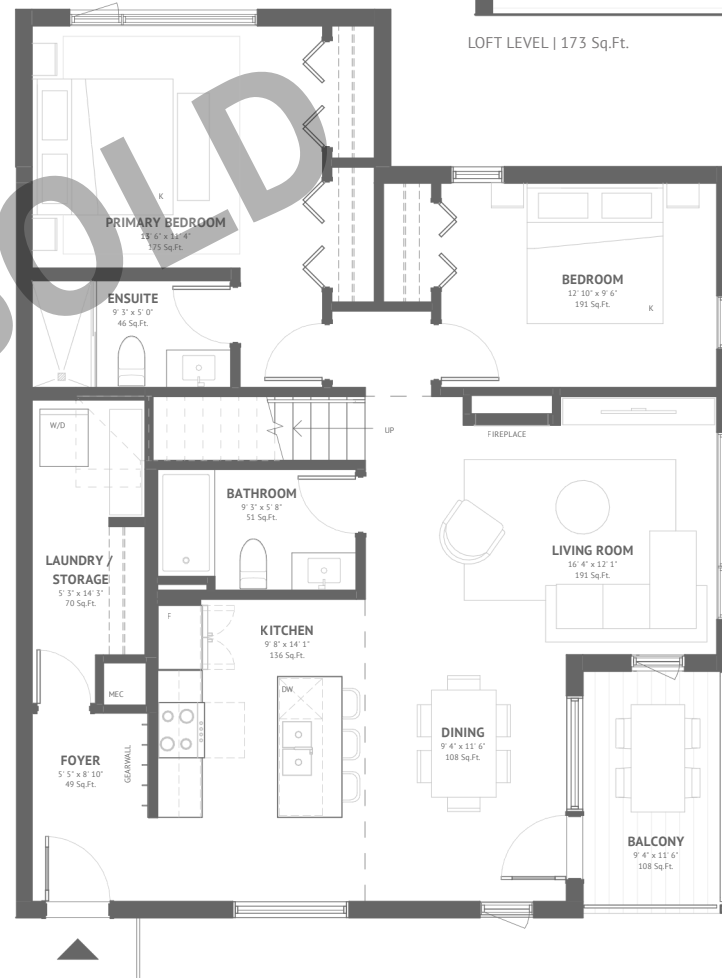 LOFT LEVEL | 173 Sq.Ft.
SOLD
K
PRIMARY BEDROOM
13' 6" x 11' 4"
175 Sq.Ft.
ENSUITE
9' 3" x 5' 0"
46 Sq.Ft.
BEDROOM
12' 10" x 9' 6"
191 Sq.Ft.
K
W/D
UP
FIREPLACE
BATHROOM
9' 3" x 5' 8"
51 Sq.Ft.
LAUNDRY /
STORAGE
5' 3" x 14' 3"
70 Sq.Ft.
LIVING ROOM
16' 4" x 12' 1"
191 Sq.Ft.
F
KITCHEN
9' 8" x 14' 1"
136 Sq.Ft.
MEC
DW
DINING
9' 4" x 11' 6"
108 Sq.Ft.
FOYER
5' 5" x 8' 10"
49 Sq.Ft.
GEARWALL
BALCONY
9' 4" x 11' 6"
108 Sq.Ft.